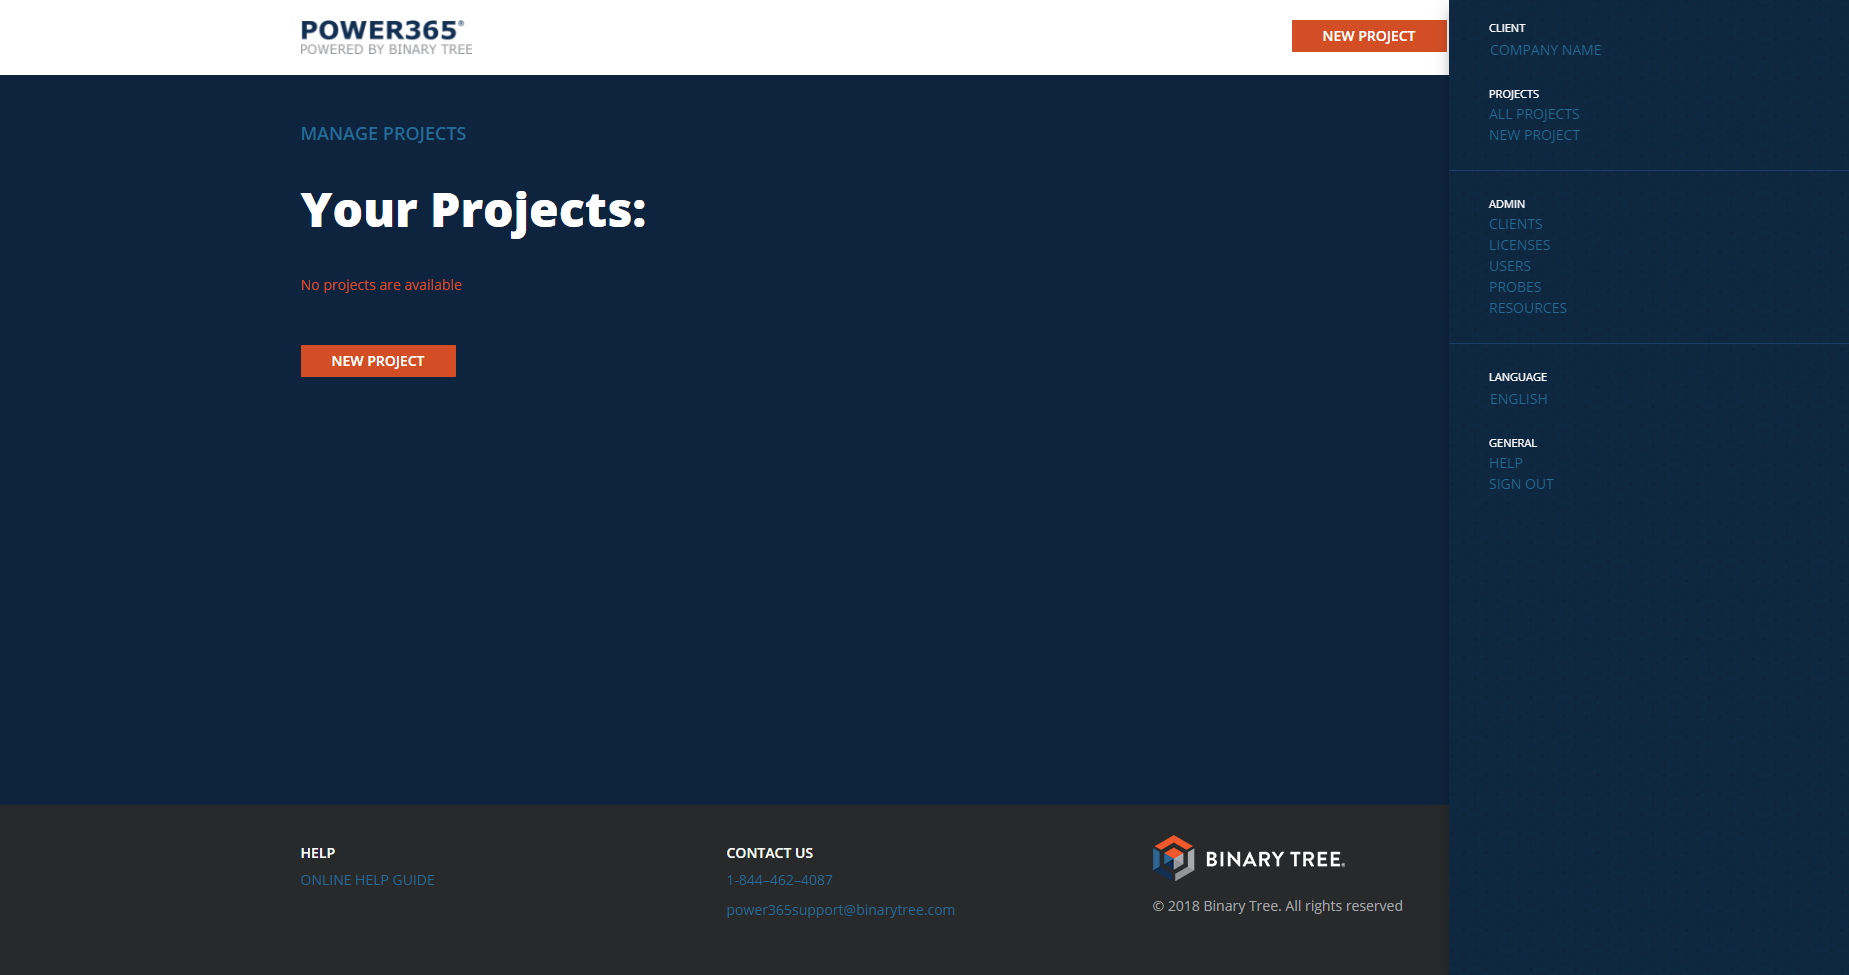 POWER365®
POWERED BY BINARY TREE
NEW PROJECT
MANAGE PROJECTS
Your Projects:
No projects are available
NEW PROJECT
CLIENT
COMPANY NAME
PROJECTS
ALL PROJECTS
NEW PROJECT
ADMIN
CLIENTS
LICENSES
USERS
PROBES
RESOURCES
LANGUAGE
ENGLISH
GENERAL
HELP
SIGN OUT
HELP
ONLINE HELP GUIDE
CONTACT US
1-844–462–4087
power365support@binarytree.com
BINARY TREE®
© 2018 Binary Tree. All rights reserved